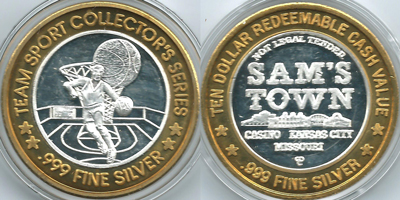 TEAM SPORT COLLECTOR'S SERIES
.999 FINE SILVER
TEN DOLLAR REDEEMABLE CASH VALUE
NOT LEGAL TENDER
SAM'S
TOWN
CASINO KANSAS CITY
MISSOURI
.999 FINE SILVER